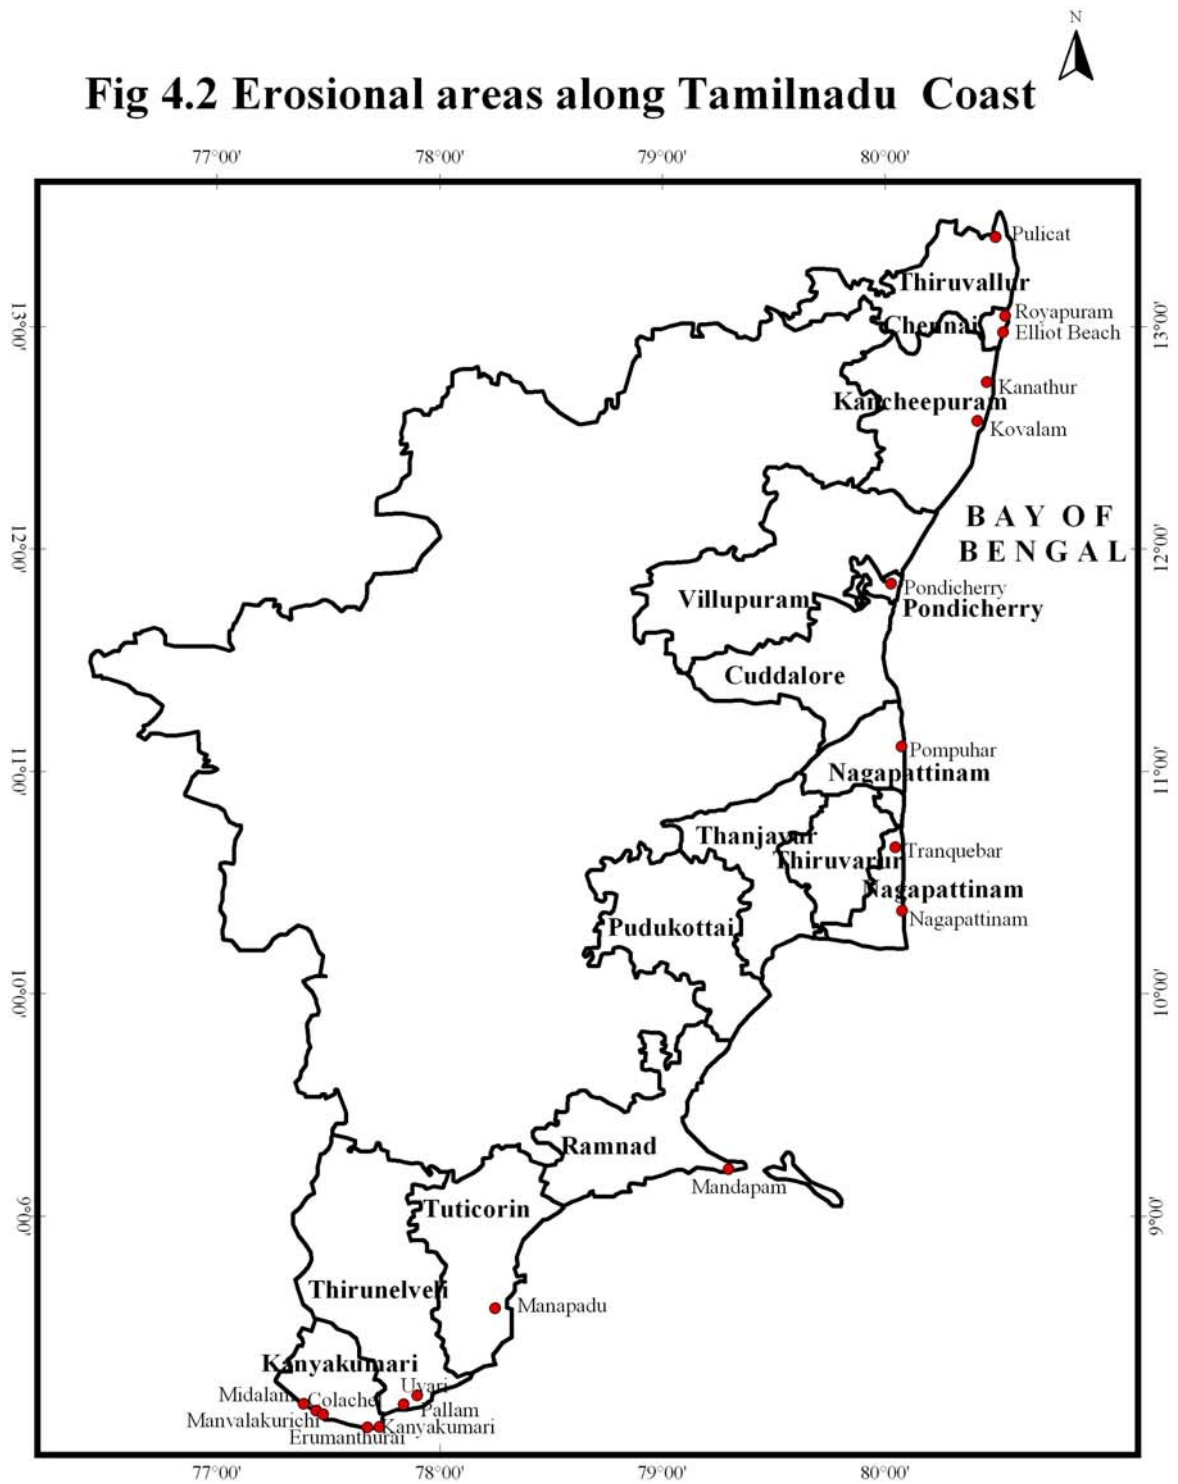 N
Fig 4.2 Erosional areas along Tamilnadu Coast
77°00'
78°00'
79°00'
80°00'
Pulicat
Thiruvallur
13°00'
Royapuram
13°00'
Chennai
Elliot Beach
Kanathur
Kancheepuram
Kovalam
BAY OF
BENGAL
12°00'
12°00'
Pondicherry
Villupuram
Pondicherry
Cuddalore
Pompuhar
11°00'
Nagapattinam
11°00'
Thanjavur
Tranquebar
Thiruvarur
Nagapattinam
Nagapattinam
Pudukottai
10°00'
10°00'
Ramnad
Mandapam
9°00'
Tuticorin
9°00'
Thirunelveli
Manapadu
Kanyakumari
Uvari
Midalam
Colachel
Pallam
Manvalakurichi
Kanyakumari
Erumanthurai
77°00'
78°00'
79°00'
80°00'